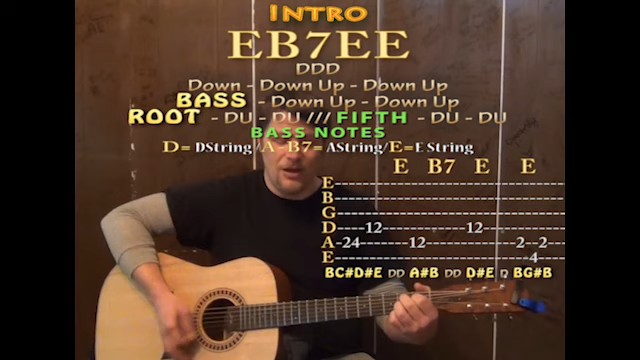 INTRO
EB7EE
DDD
Down - Down Up - Down Up
BASS - Down Up - Down Up
ROOT - DU - DU /// FIFTH - DU - DU
BASS NOTES
D= DString/A-B7= AString/E=E String
E B7 E E
E---------------------------------
B---------------------------------
G---------------------------------
D-----12-----------12-------------
A-24---------12------------2--2---
E----------------------------4----
BC#D#E DD A#B DD D#E D BG#B